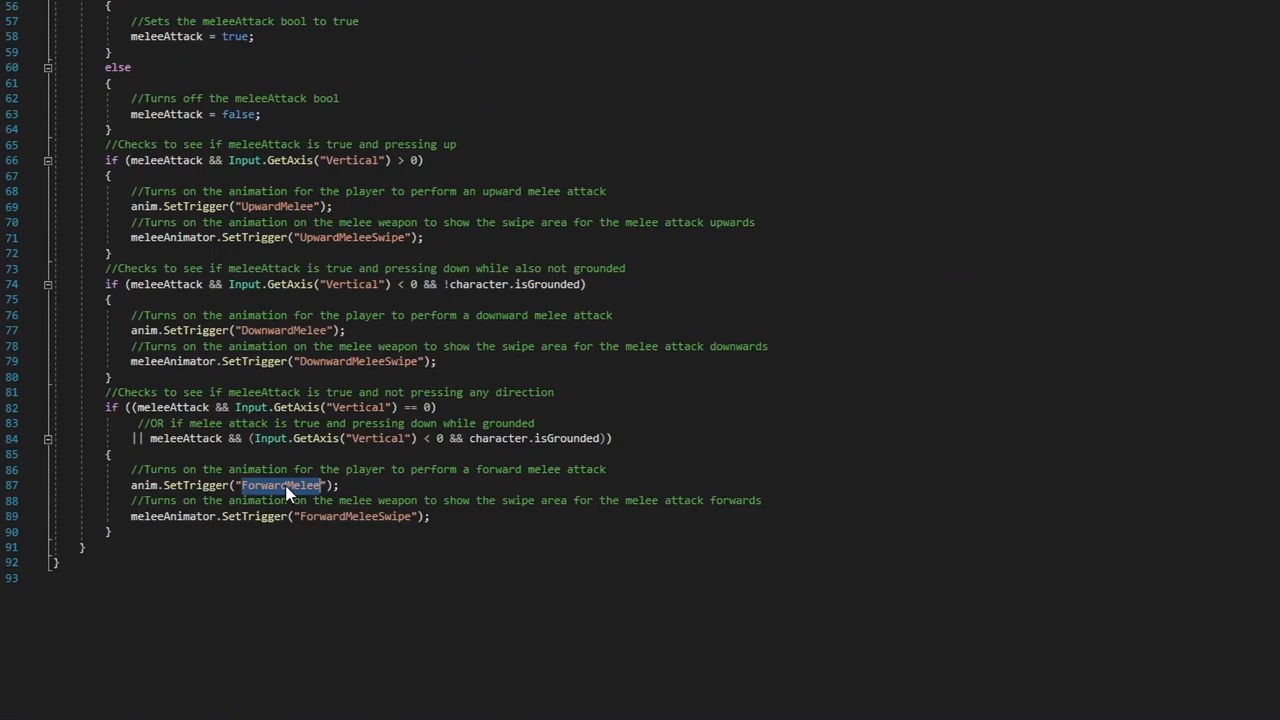 56 {
57 //Sets the meleeAttack bool to true
58 meleeAttack = true;
59 }
60 else
61 {
62 //Turns off the meleeAttack bool
63 meleeAttack = false;
64 }
65 //Checks to see if meleeAttack is true and pressing up
66 if (meleeAttack && Input.GetAxis("Vertical") > 0)
67 {
68 //Turns on the animation for the player to perform an upward melee attack
69 anim.SetTrigger("UpwardMelee");
70 //Turns on the animation on the melee weapon to show the swipe area for the melee attack upwards
71 meleeAnimator.SetTrigger("UpwardMeleeSwipe");
72 }
73 //Checks to see if meleeAttack is true and pressing down while also not grounded
74 if (meleeAttack && Input.GetAxis("Vertical") < 0 && !character.isGrounded)
75 {
76 //Turns on the animation for the player to perform a downward melee attack
77 anim.SetTrigger("DownwardMelee");
78 //Turns on the animation on the melee weapon to show the swipe area for the melee attack downwards
79 meleeAnimator.SetTrigger("DownwardMeleeSwipe");
80 }
81 //Checks to see if meleeAttack is true and not pressing any direction
82 if ((meleeAttack && Input.GetAxis("Vertical") == 0)
83 //OR if melee attack is true and pressing down while grounded
84 || meleeAttack && (Input.GetAxis("Vertical") < 0 && character.isGrounded))
85 {
86 //Turns on the animation for the player to perform a forward melee attack
87 anim.SetTrigger("ForwardMelee");
88 //Turns on the animation on the melee weapon to show the swipe area for the melee attack forwards
89 meleeAnimator.SetTrigger("ForwardMeleeSwipe");
90 }
91 }
92 }
93